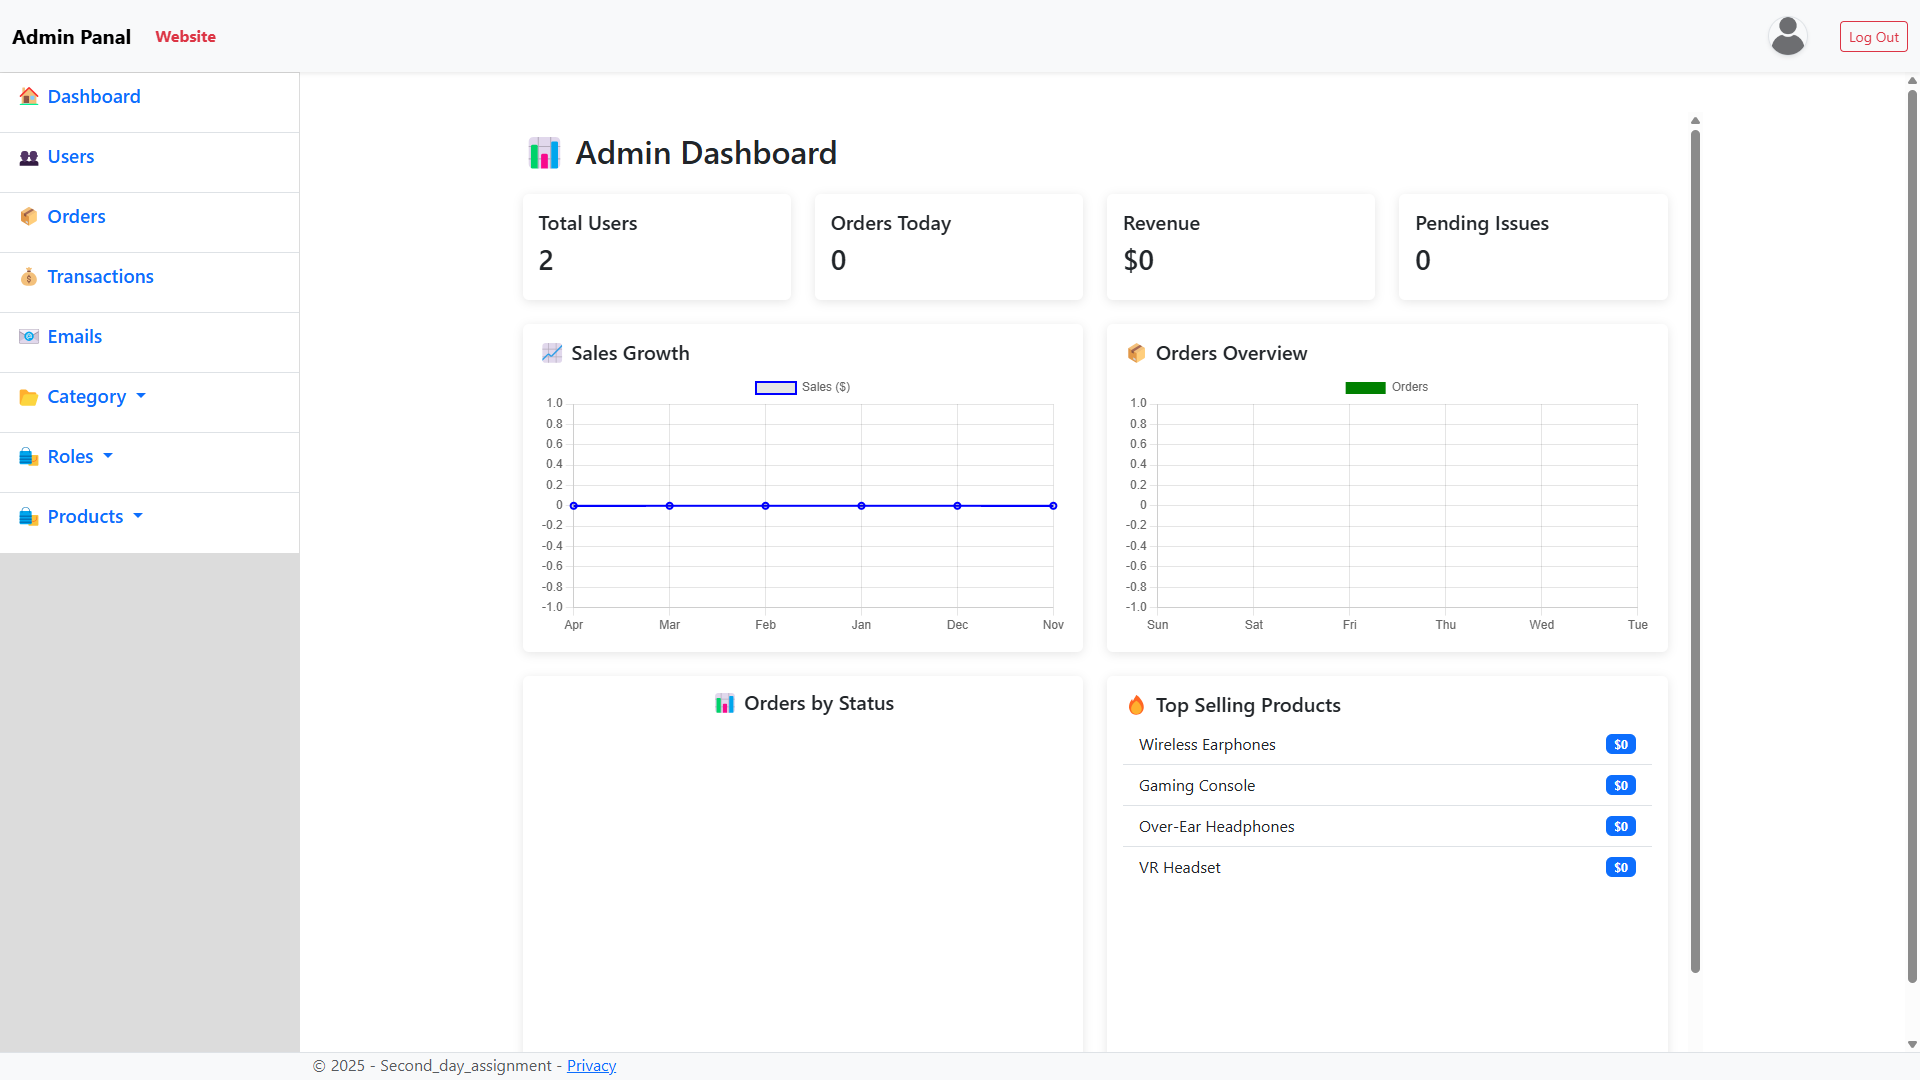 Admin Panal Website Log Out
Dashboard
Users
Orders
Transactions
Emails
Category
Roles
Products
Admin Dashboard
Total Users
2
Orders Today
0
Revenue
$0
Pending Issues
0
Sales Growth
Sales ($)
1.0
0.8
0.6
0.4
0.2
0
-0.2
-0.4
-0.6
-0.8
-1.0
Apr Mar Feb Jan Dec Nov
Orders Overview
Orders
1.0
0.8
0.6
0.4
0.2
0
-0.2
-0.4
-0.6
-0.8
-1.0
Sun Sat Fri Thu Wed Tue
Orders by Status
Top Selling Products
Wireless Earphones $0
Gaming Console $0
Over-Ear Headphones $0
VR Headset $0
© 2025 - Second_day_assignment - Privacy